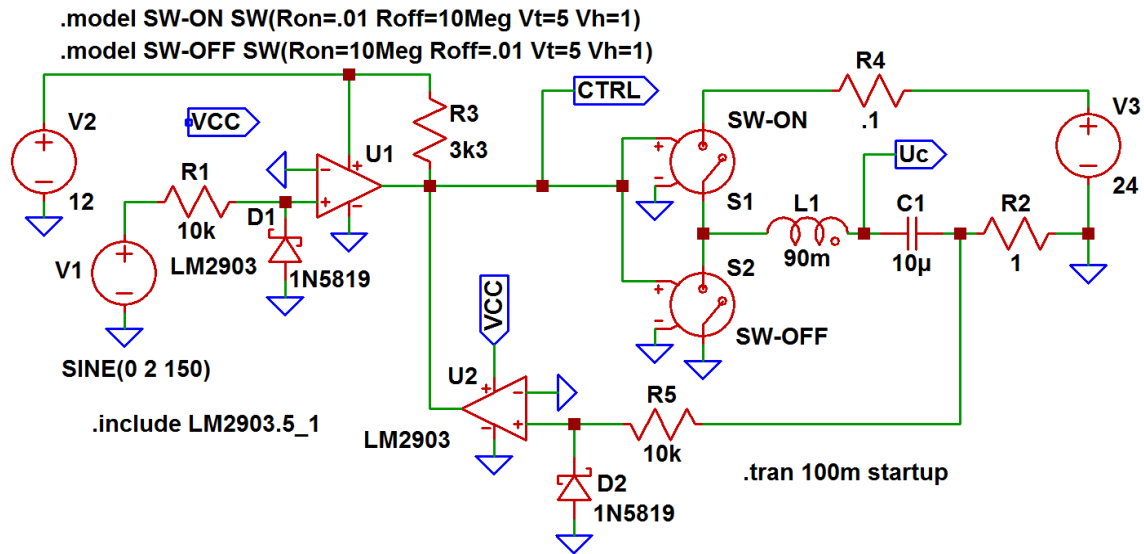 .model SW-ON SW(Ron=.01 Roff=10Meg Vt=5 Vh=1)
.model SW-OFF SW(Ron=10Meg Roff=.01 Vt=5 Vh=1)
V2
12
VCC
R3
3k3
CTRL
R4
.1
V3
24
SW-ON
S1
U1
R1
10k
D1
LM2903
1N5819
V1
SINE(0 2 150)
Uc
L1
90m
C1
10µ
R2
1
S2
SW-OFF
VCC
U2
LM2903
R5
10k
D2
1N5819
.include LM2903.5_1
.tran 100m startup